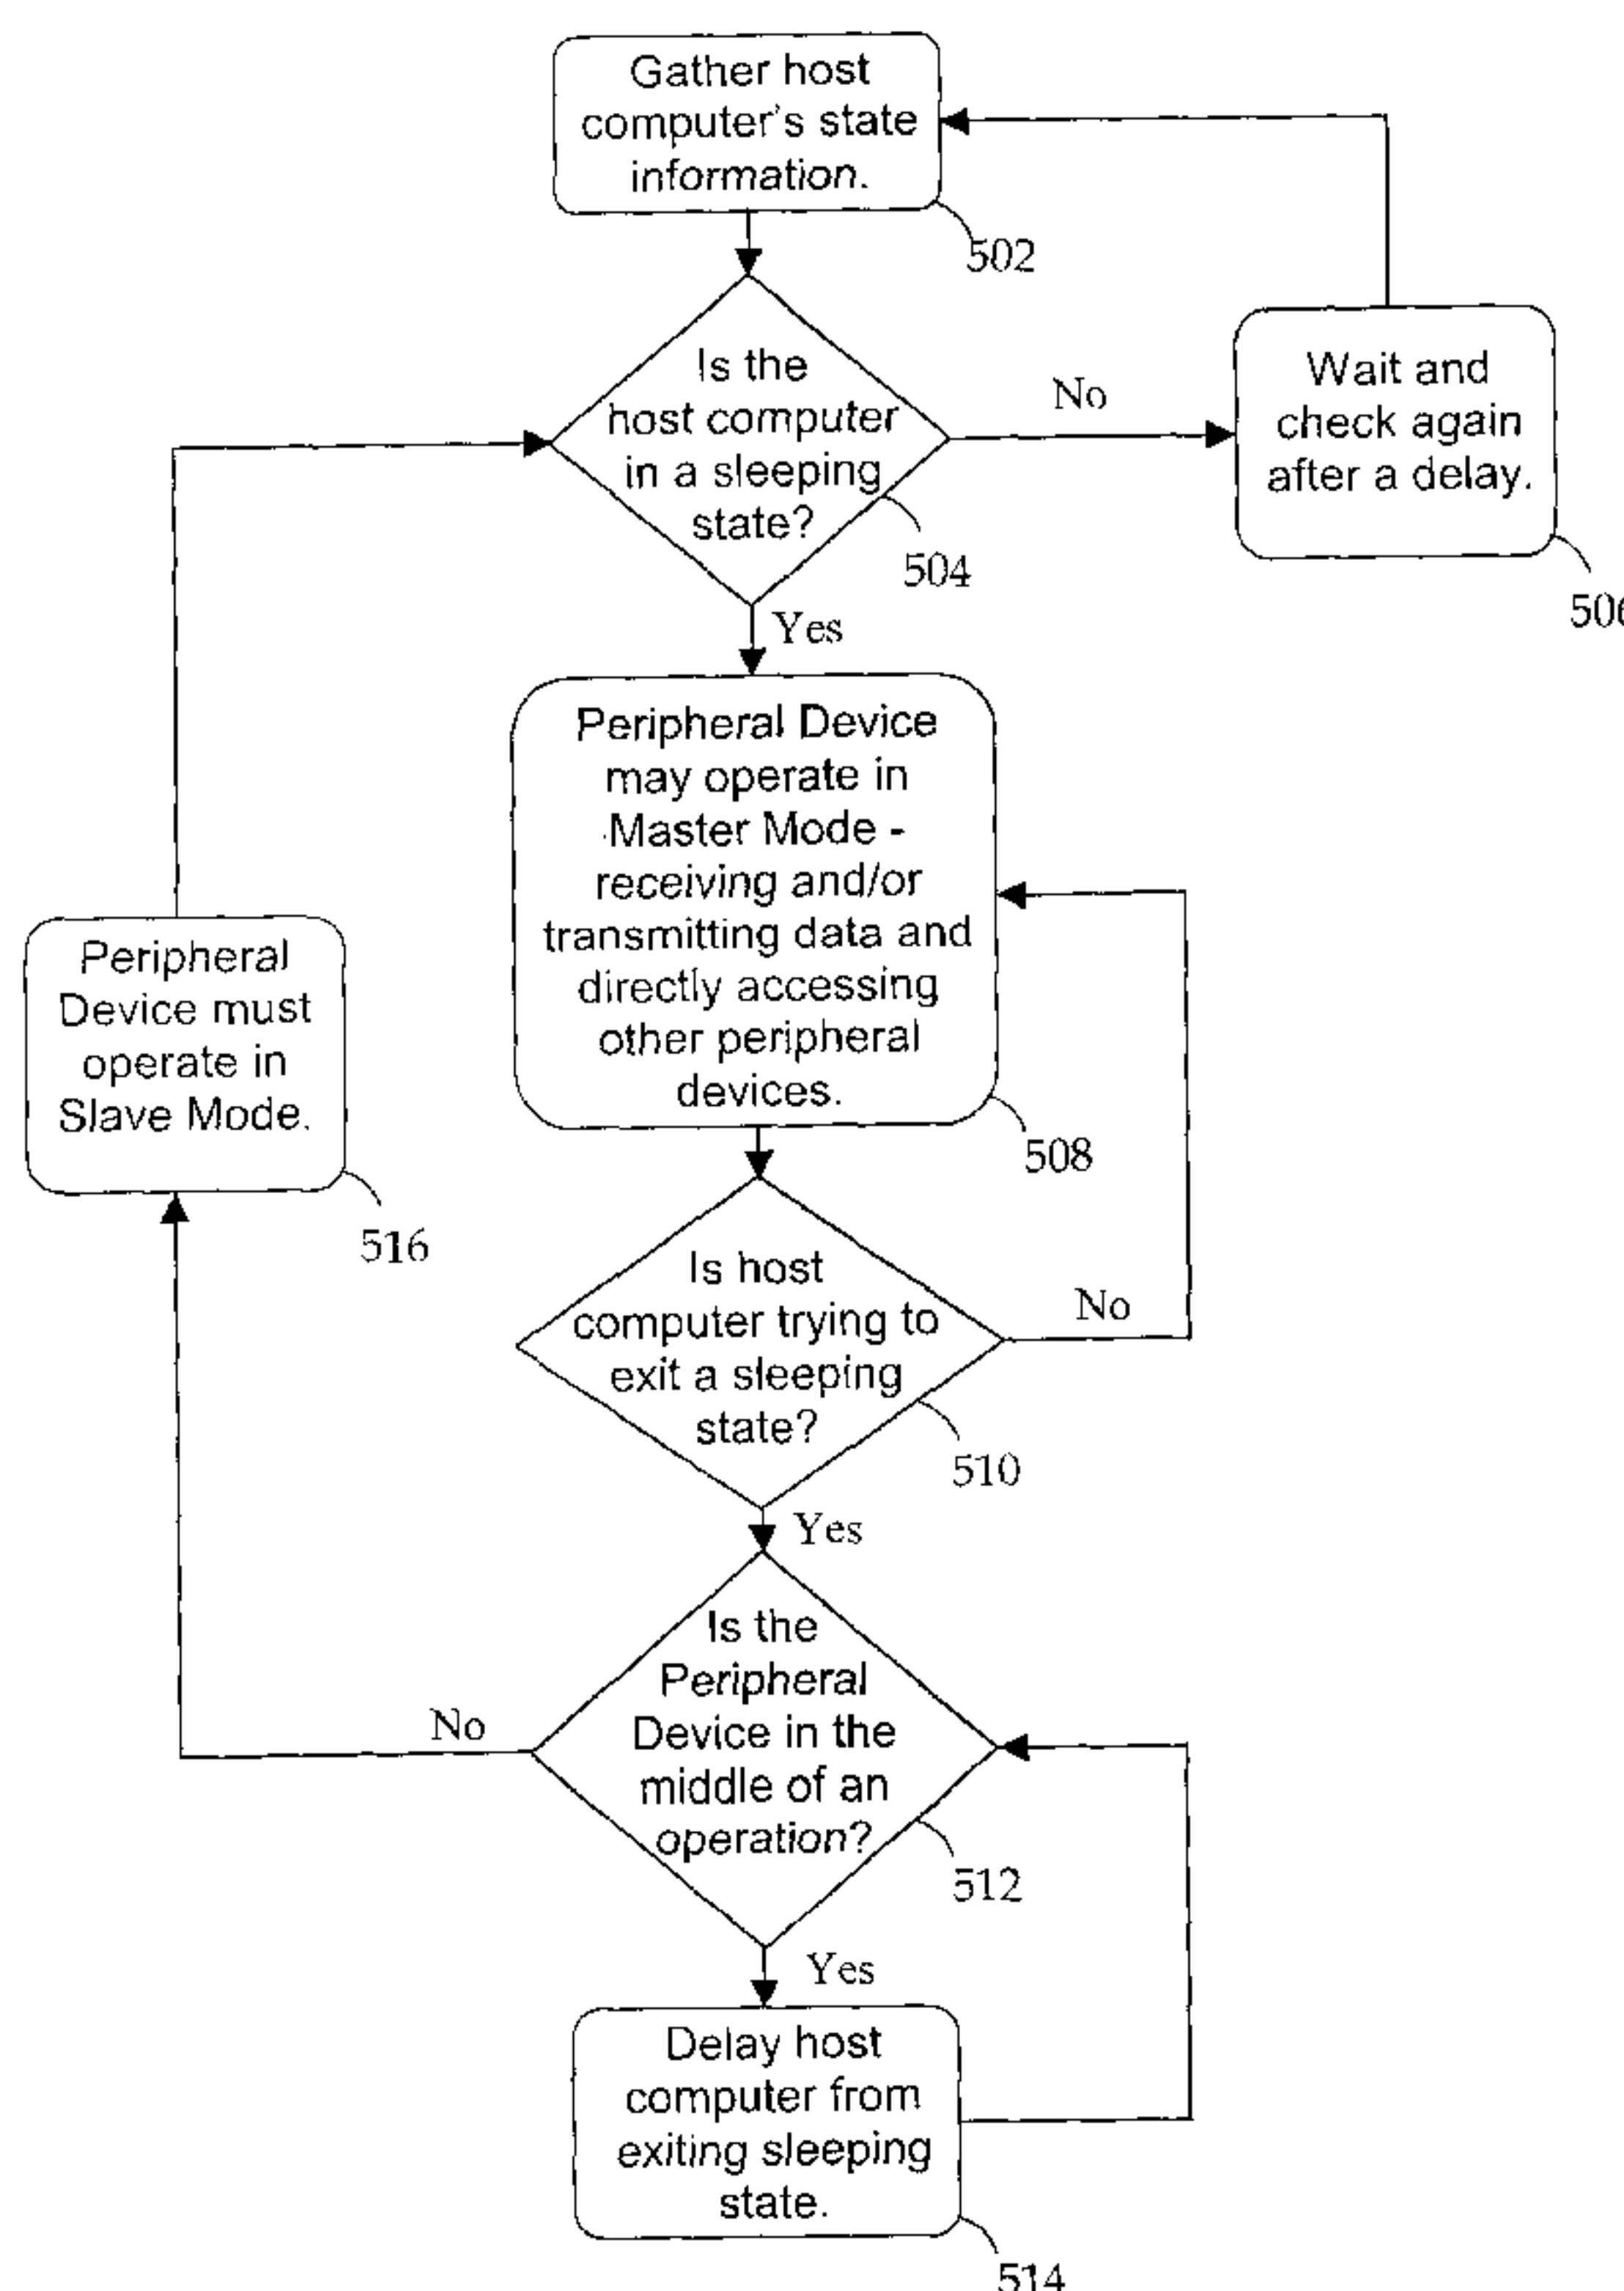 Gather host
computer's state
information.
502
Is the
host computer
in a sleeping
state?
504
No
Wait and
check again
after a delay.
Yes
Peripheral Device
may operate in
Master Mode -
receiving and/or
transmitting data and
directly accessing
other peripheral
devices.
508
Peripheral
Device must
operate in
Slave Mode.
516
Is host
computer trying to
exit a sleeping
state?
510
No
Yes
Is the
Peripheral
Device in the
middle of an
operation?
512
No
Yes
Delay host
computer from
exiting sleeping
state.
514